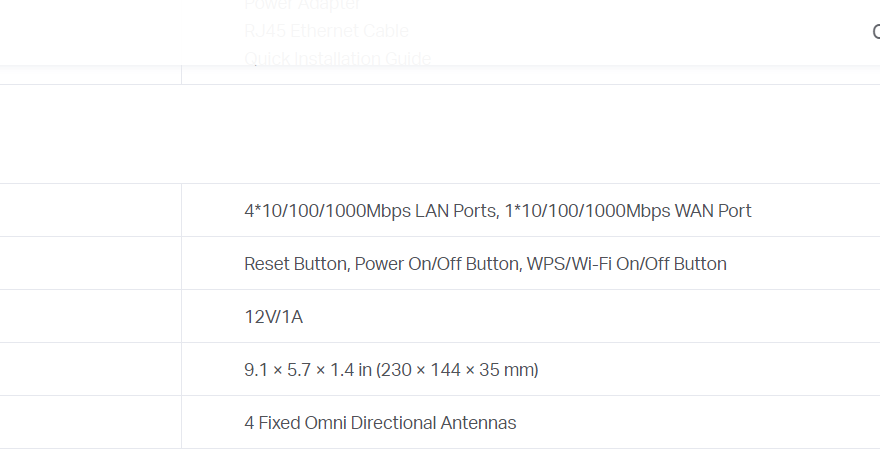 Power Adapter
RJ45 Ethernet Cable
Quick Installation Guide
4*10/100/1000Mbps LAN Ports, 1*10/100/1000Mbps WAN Port
Reset Button, Power On/Off Button, WPS/Wi-Fi On/Off Button
12V/1A
9.1 × 5.7 × 1.4 in (230 × 144 × 35 mm)
4 Fixed Omni Directional Antennas